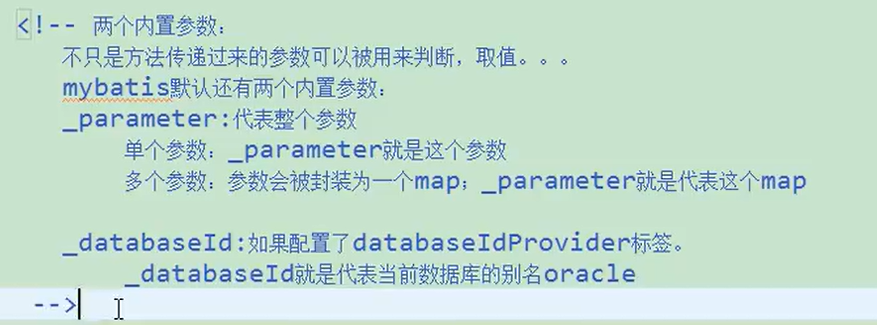 <!-- 两个内置参数:
不只是方法传递过来的参数可以被用来判断，取值。。。
mybatis默认还有两个内置参数:
_parameter:代表整个参数
单个参数: _parameter就是这个参数
多个参数: 参数会被封装为一个map; _parameter就是代表这个map
_databaseId:如果配置了databaseIdProvider标签。
_databaseId就是代表当前数据库的别名oracle
-->